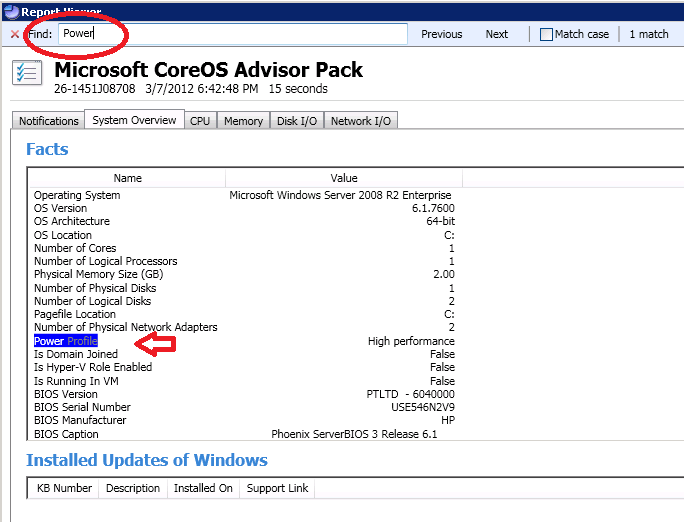 Report Viewer
Find: Power Previous Next Match case 1 match
Microsoft CoreOS Advisor Pack
26-1451J08708 3/7/2012 6:42:48 PM 15 seconds
Notifications System Overview CPU Memory Disk I/O Network I/O
Facts
Name Value
Operating System Microsoft Windows Server 2008 R2 Enterprise
OS Version 6.1.7600
OS Architecture 64-bit
OS Location C:
Number of Cores 1
Number of Logical Processors 1
Physical Memory Size (GB) 2.00
Number of Physical Disks 1
Number of Logical Disks 2
Pagefile Location C:
Number of Physical Network Adapters 2
Power Profile High performance
Is Domain Joined False
Is Hyper-V Role Enabled False
Is Running In VM False
BIOS Version PTLTD - 6040000
BIOS Serial Number USE546N2V9
BIOS Manufacturer HP
BIOS Caption Phoenix ServerBIOS 3 Release 6.1
Installed Updates of Windows
KB Number Description Installed On Support Link